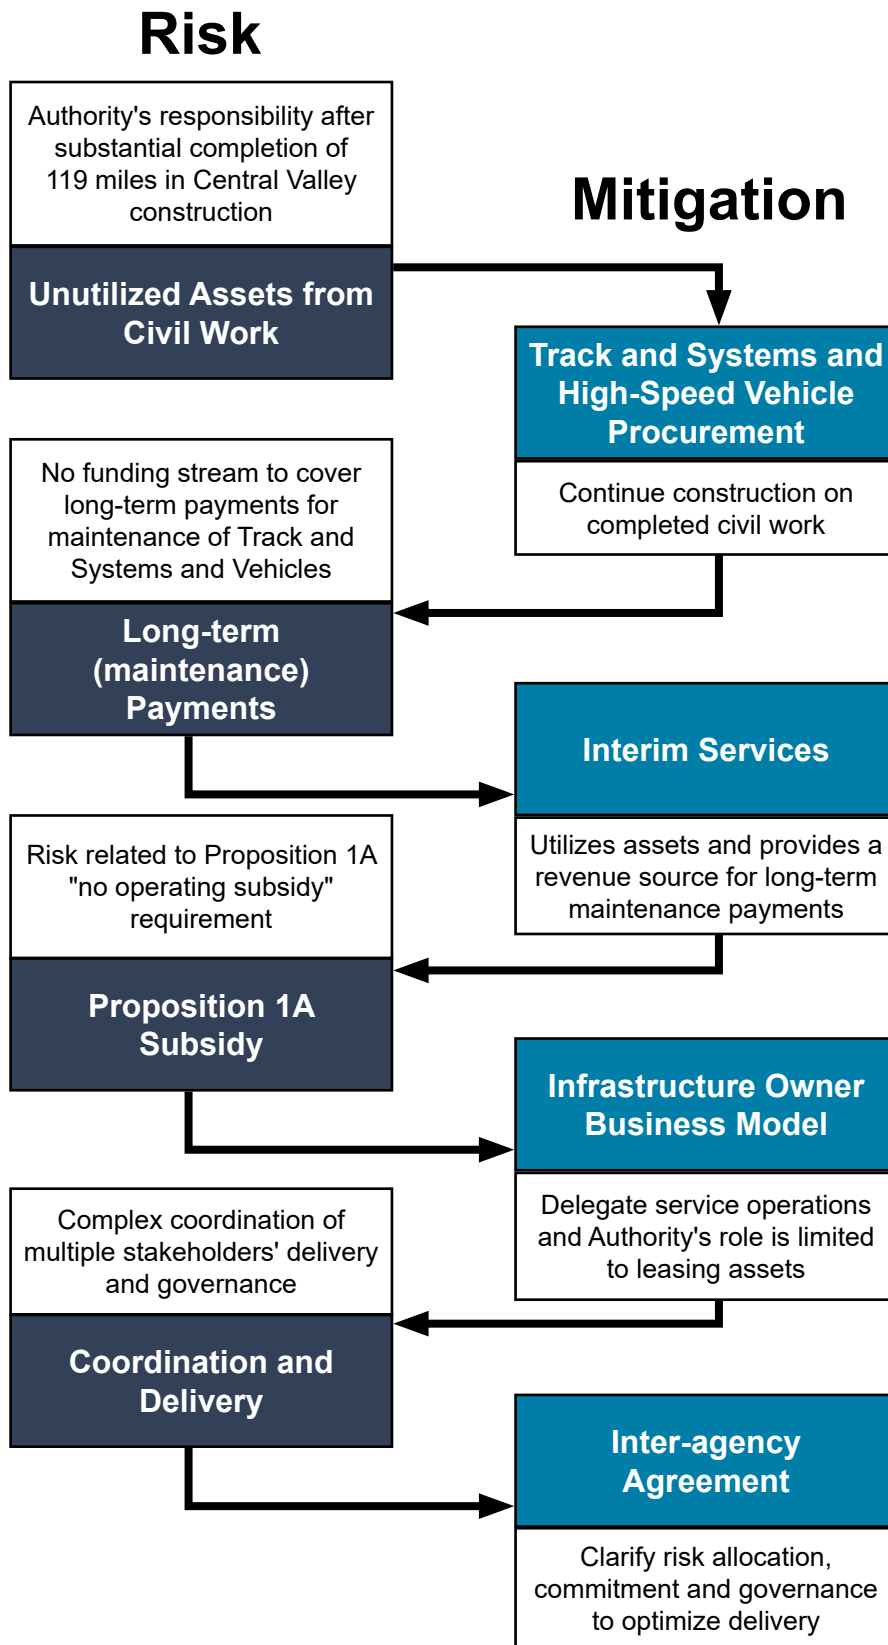 Risk
Authority's responsibility after
substantial completion of
119 miles in Central Valley
construction
Unutilized Assets from
Civil Work
Mitigation
Track and Systems and
High-Speed Vehicle
Procurement
Continue construction on
completed civil work
No funding stream to cover
long-term payments for
maintenance of Track and
Systems and Vehicles
Long-term
(maintenance)
Payments
Interim Services
Utilizes assets and provides a
revenue source for long-term
maintenance payments
Risk related to Proposition 1A
"no operating subsidy"
requirement
Proposition 1A
Subsidy
Infrastructure Owner
Business Model
Delegate service operations
and Authority's role is limited
to leasing assets
Complex coordination of
multiple stakeholders' delivery
and governance
Coordination and
Delivery
Inter-agency
Agreement
Clarify risk allocation,
commitment and governance
to optimize delivery